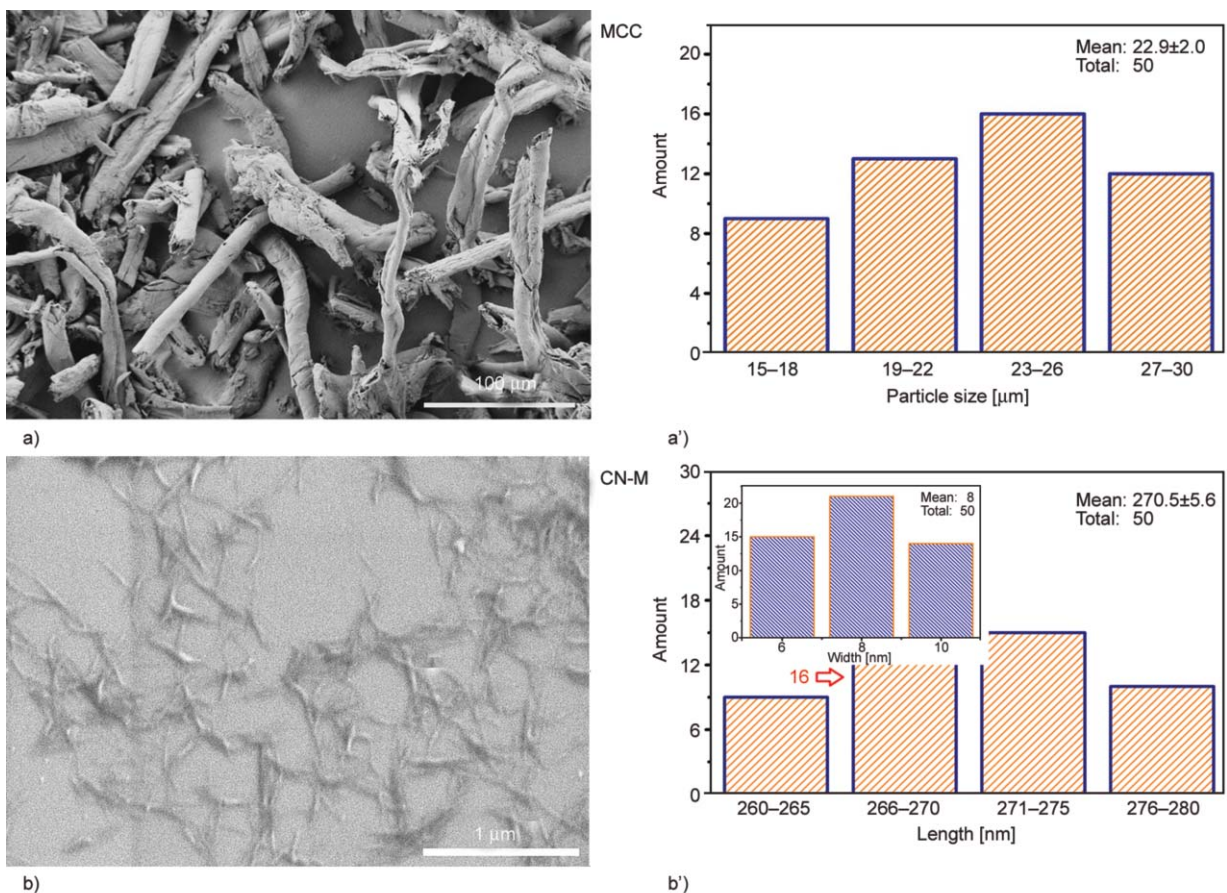 MCC
100 μm
a)
20
16
12
8
4
0
Amount
Mean: 22.9±2.0
Total: 50
15–18
19–22
23–26
27–30
Particle size [μm]
a')
CN-M
1 μm
b)
30
24
18
12
9
6
0
Amount
Mean: 270.5±5.6
Total: 50
20
15
10
5
0
Amount
Mean: 8
Total: 50
6
8
10
Width [nm]
16
260–265
266–270
271–275
276–280
Length [nm]
b')